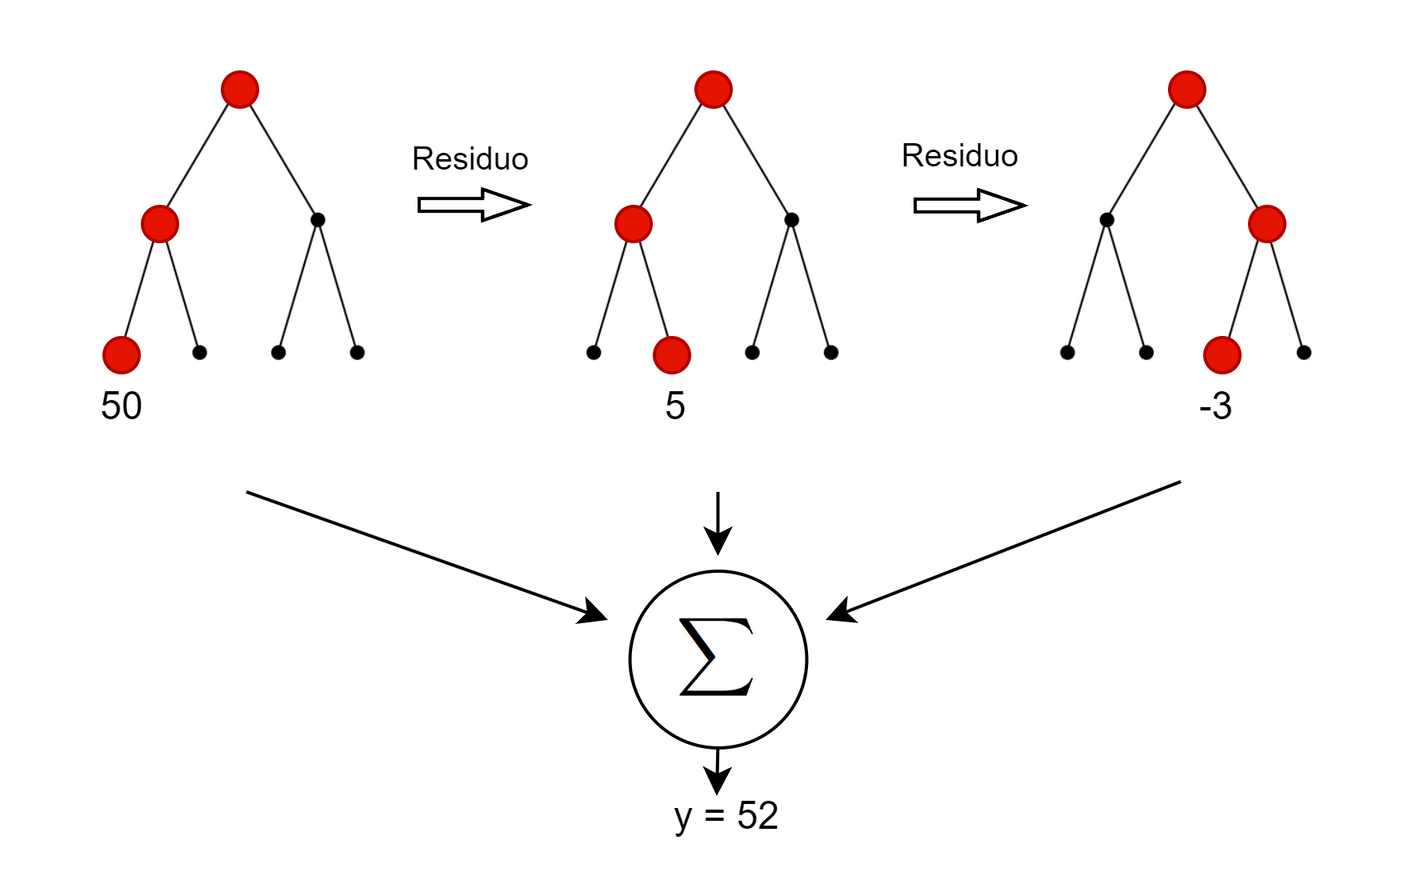 Residuo
Residuo
50
5
-3
∑
y = 52